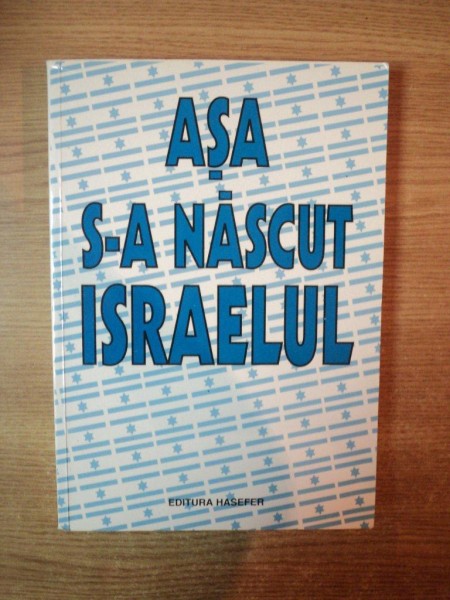 AȘA
S-A NĂSCUT
ISRAELUL
EDITURA HASEFER